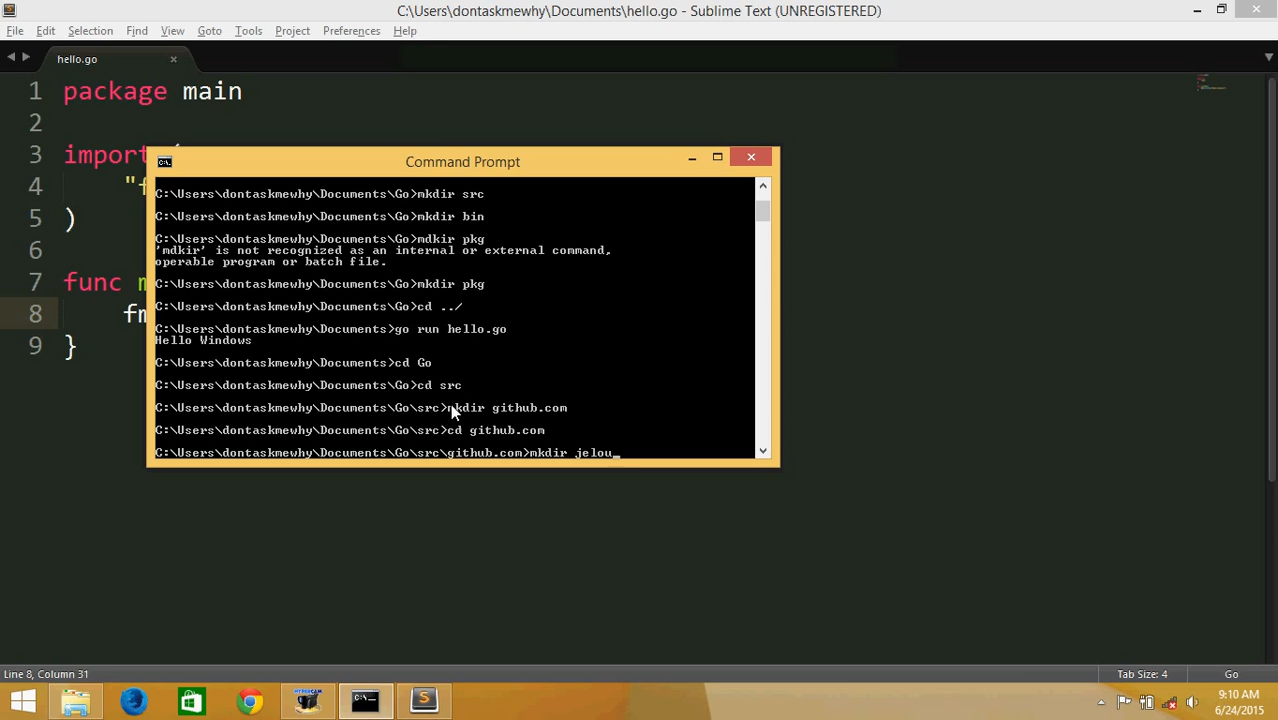 C:\Users\dontaskmewhy\Documents\hello.go - Sublime Text (UNREGISTERED)
File Edit Selection Find View Goto Tools Project Preferences Help
hello.go
1 package main
2
3 import
4 "f
5 )
6
7 func m
8 fm
9 }
Command Prompt
C:\Users\dontaskmewhy\Documents\Go>mkdir src
C:\Users\dontaskmewhy\Documents\Go>mkdir bin
C:\Users\dontaskmewhy\Documents\Go>mdkir pkg
'mdkir' is not recognized as an internal or external command,
operable program or batch file.
C:\Users\dontaskmewhy\Documents\Go>mkdir pkg
C:\Users\dontaskmewhy\Documents\Go>cd ../
C:\Users\dontaskmewhy\Documents>go run hello.go
Hello Windows
C:\Users\dontaskmewhy\Documents>cd Go
C:\Users\dontaskmewhy\Documents\Go>cd src
C:\Users\dontaskmewhy\Documents\Go\src>mkdir github.com
C:\Users\dontaskmewhy\Documents\Go\src>cd github.com
C:\Users\dontaskmewhy\Documents\Go\src\github.com>mkdir jelou_
Line 8, Column 31
Tab Size: 4
Go
9:10 AM
6/24/2015